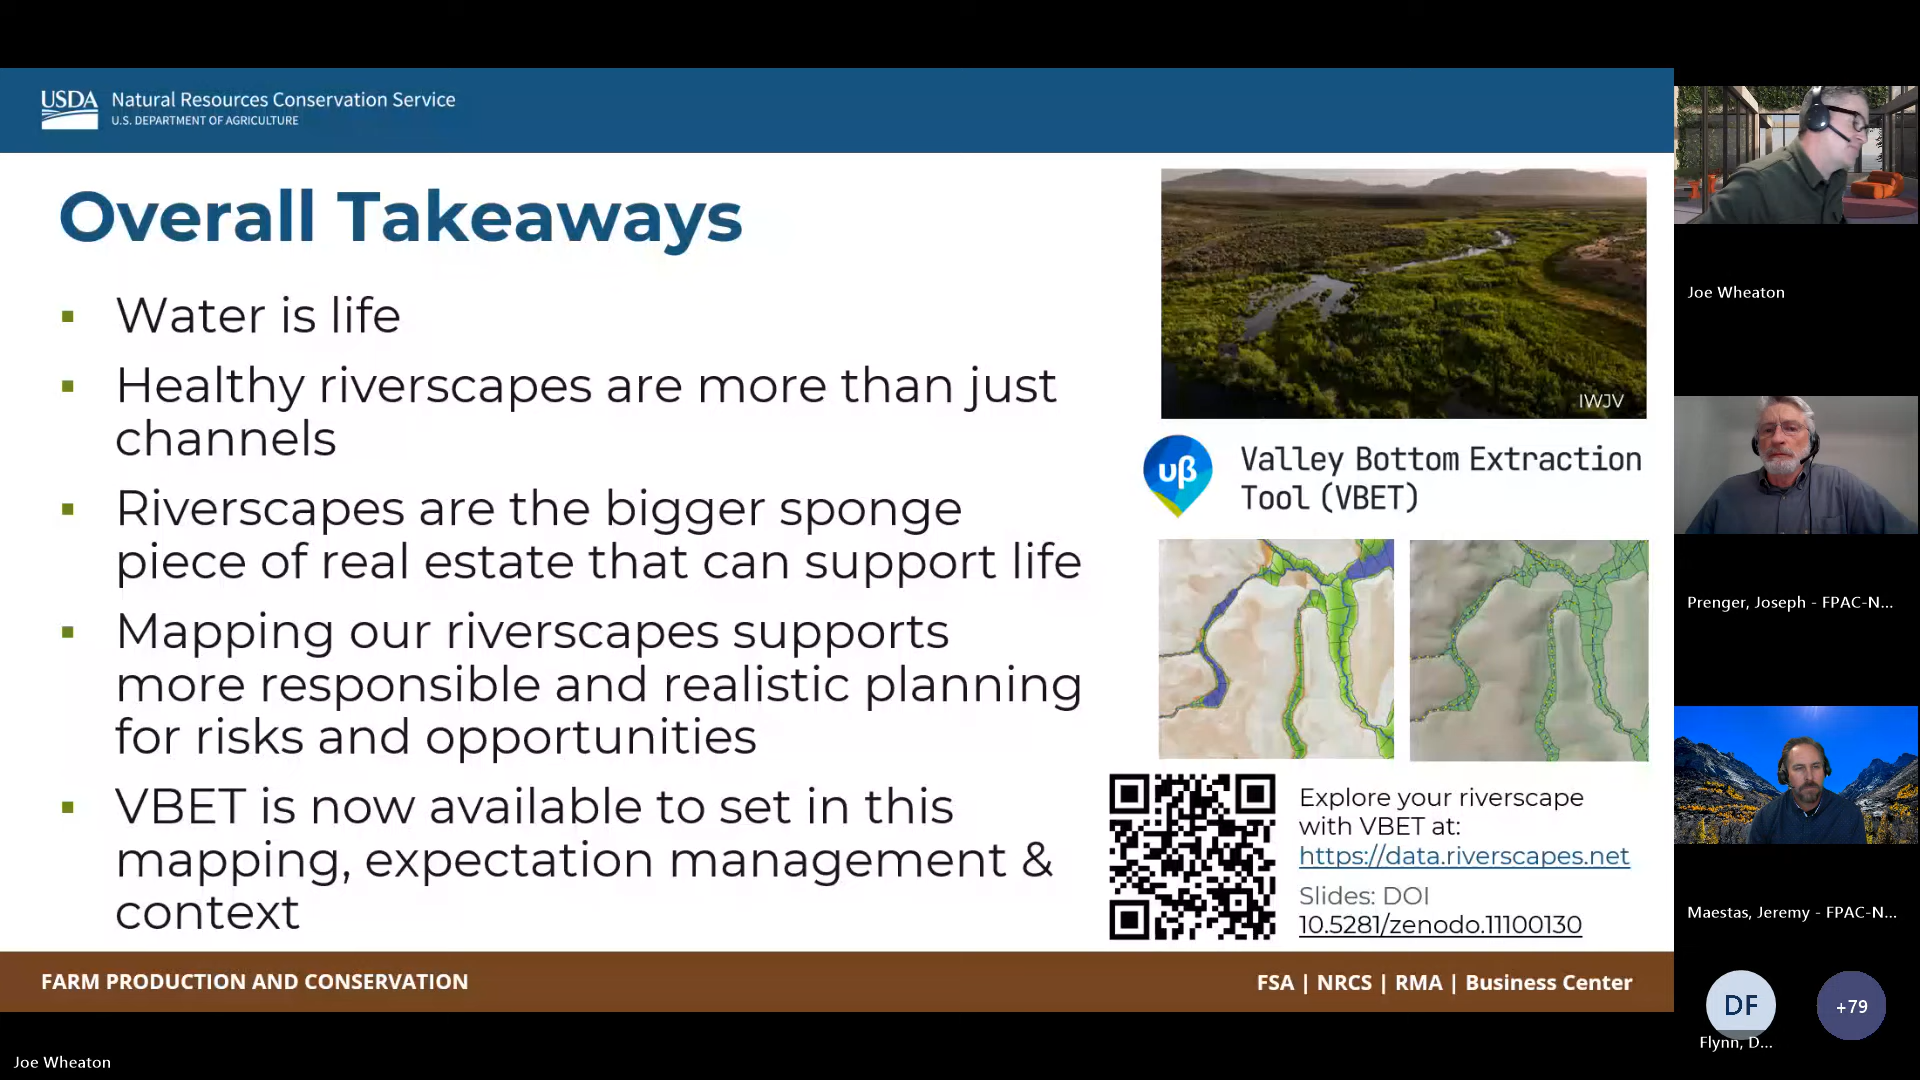 USDA Natural Resources Conservation Service
U.S. DEPARTMENT OF AGRICULTURE
Overall Takeaways
Water is life
Healthy riverscapes are more than just
channels
Riverscapes are the bigger sponge
piece of real estate that can support life
Mapping our riverscapes supports
more responsible and realistic planning
for risks and opportunities
VBET is now available to set in this
mapping, expectation management &
context
IWJV
υβ
Valley Bottom Extraction
Tool (VBET)
Explore your riverscape
with VBET at:
https://data.riverscapes.net
Slides: DOI
10.5281/zenodo.11100130
FARM PRODUCTION AND CONSERVATION
FSA | NRCS | RMA | Business Center
Joe Wheaton
Joe Wheaton
Prenger, Joseph - FPAC-N...
Maestas, Jeremy - FPAC-N...
DF
+79
Flynn, D...